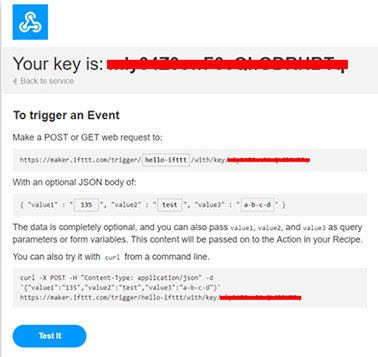 Your key is:
Back to service
To trigger an Event
Make a POST or GET web request to:
https://maker.ifttt.com/trigger/ hello-ifttt /with/key/
With an optional JSON body of:
{ "value1" : " 135 ", "value2" : " test ", "value3" : " a-b-c-d " }
The data is completely optional, and you can also pass value1, value2, and value3 as query
parameters or form variables. This content will be passed on to the Action in your Recipe.
You can also try it with curl from a command line.
curl -X POST -H "Content-Type: application/json" -d
'{"value1":"135","value2":"test","value3":"a-b-c-d"}'
https://maker.ifttt.com/trigger/hello-ifttt/with/key/
Test It